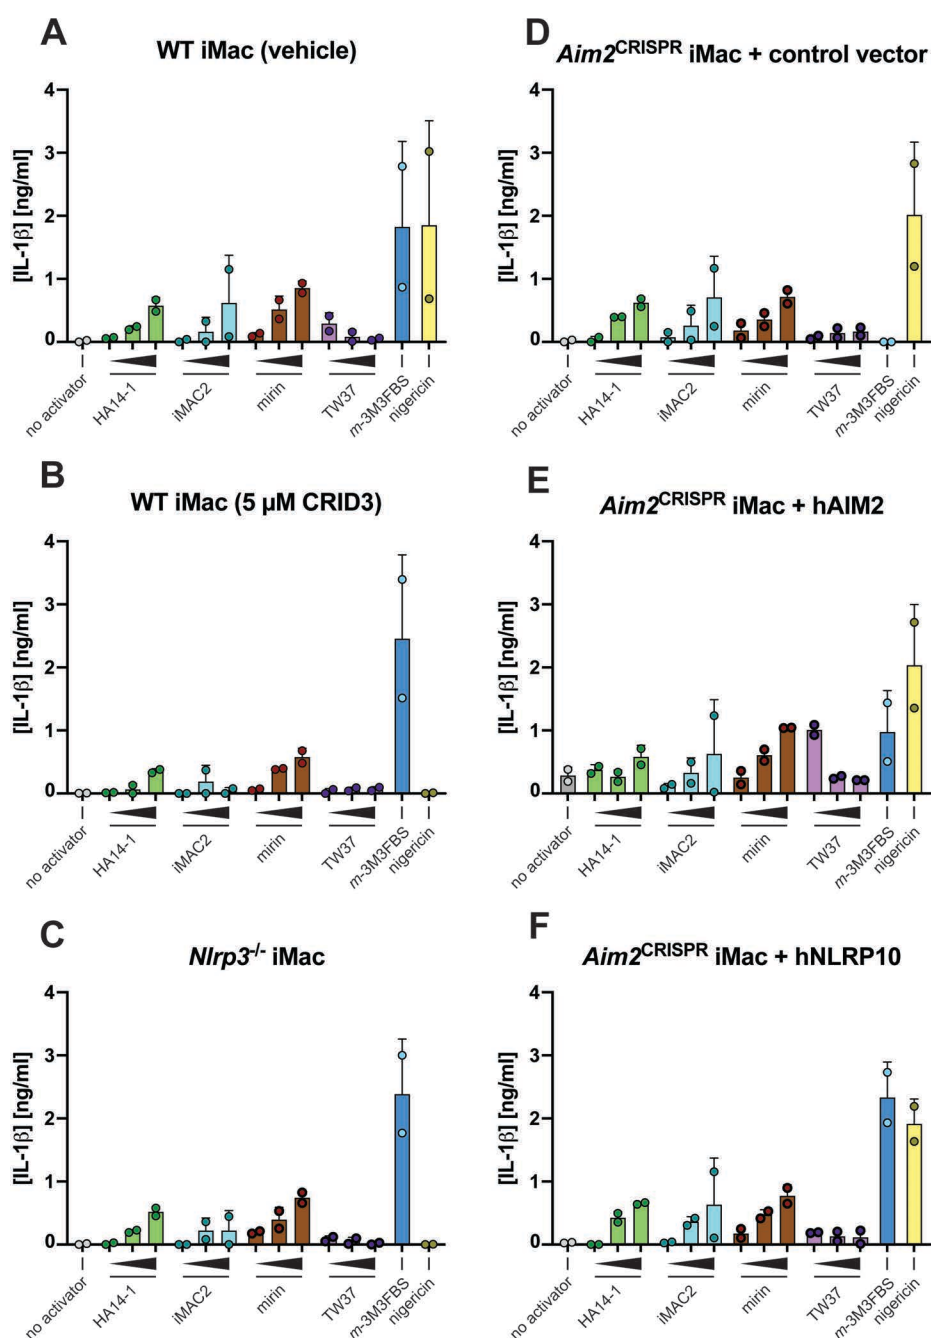 A
WT iMac (vehicle)
[IL-1β] [ng/ml]
4
3
2
1
0
no activator
HA14-1
iMAC2
mirin
TW37
m-3M3FBS
nigericin
B
WT iMac (5 µM CRID3)
[IL-1β] [ng/ml]
4
3
2
1
0
no activator
HA14-1
iMAC2
mirin
TW37
m-3M3FBS
nigericin
C
Nlrp3-/- iMac
[IL-1β] [ng/ml]
4
3
2
1
0
no activator
HA14-1
iMAC2
mirin
TW37
m-3M3FBS
nigericin
D
Aim2CRISPR iMac + control vector
[IL-1β] [ng/ml]
4
3
2
1
0
no activator
HA14-1
iMAC2
mirin
TW37
m-3M3FBS
nigericin
E
Aim2CRISPR iMac + hAIM2
[IL-1β] [ng/ml]
4
3
2
1
0
no activator
HA14-1
iMAC2
mirin
TW37
m-3M3FBS
nigericin
F
Aim2CRISPR iMac + hNLRP10
[IL-1β] [ng/ml]
4
3
2
1
0
no activator
HA14-1
iMAC2
mirin
TW37
m-3M3FBS
nigericin